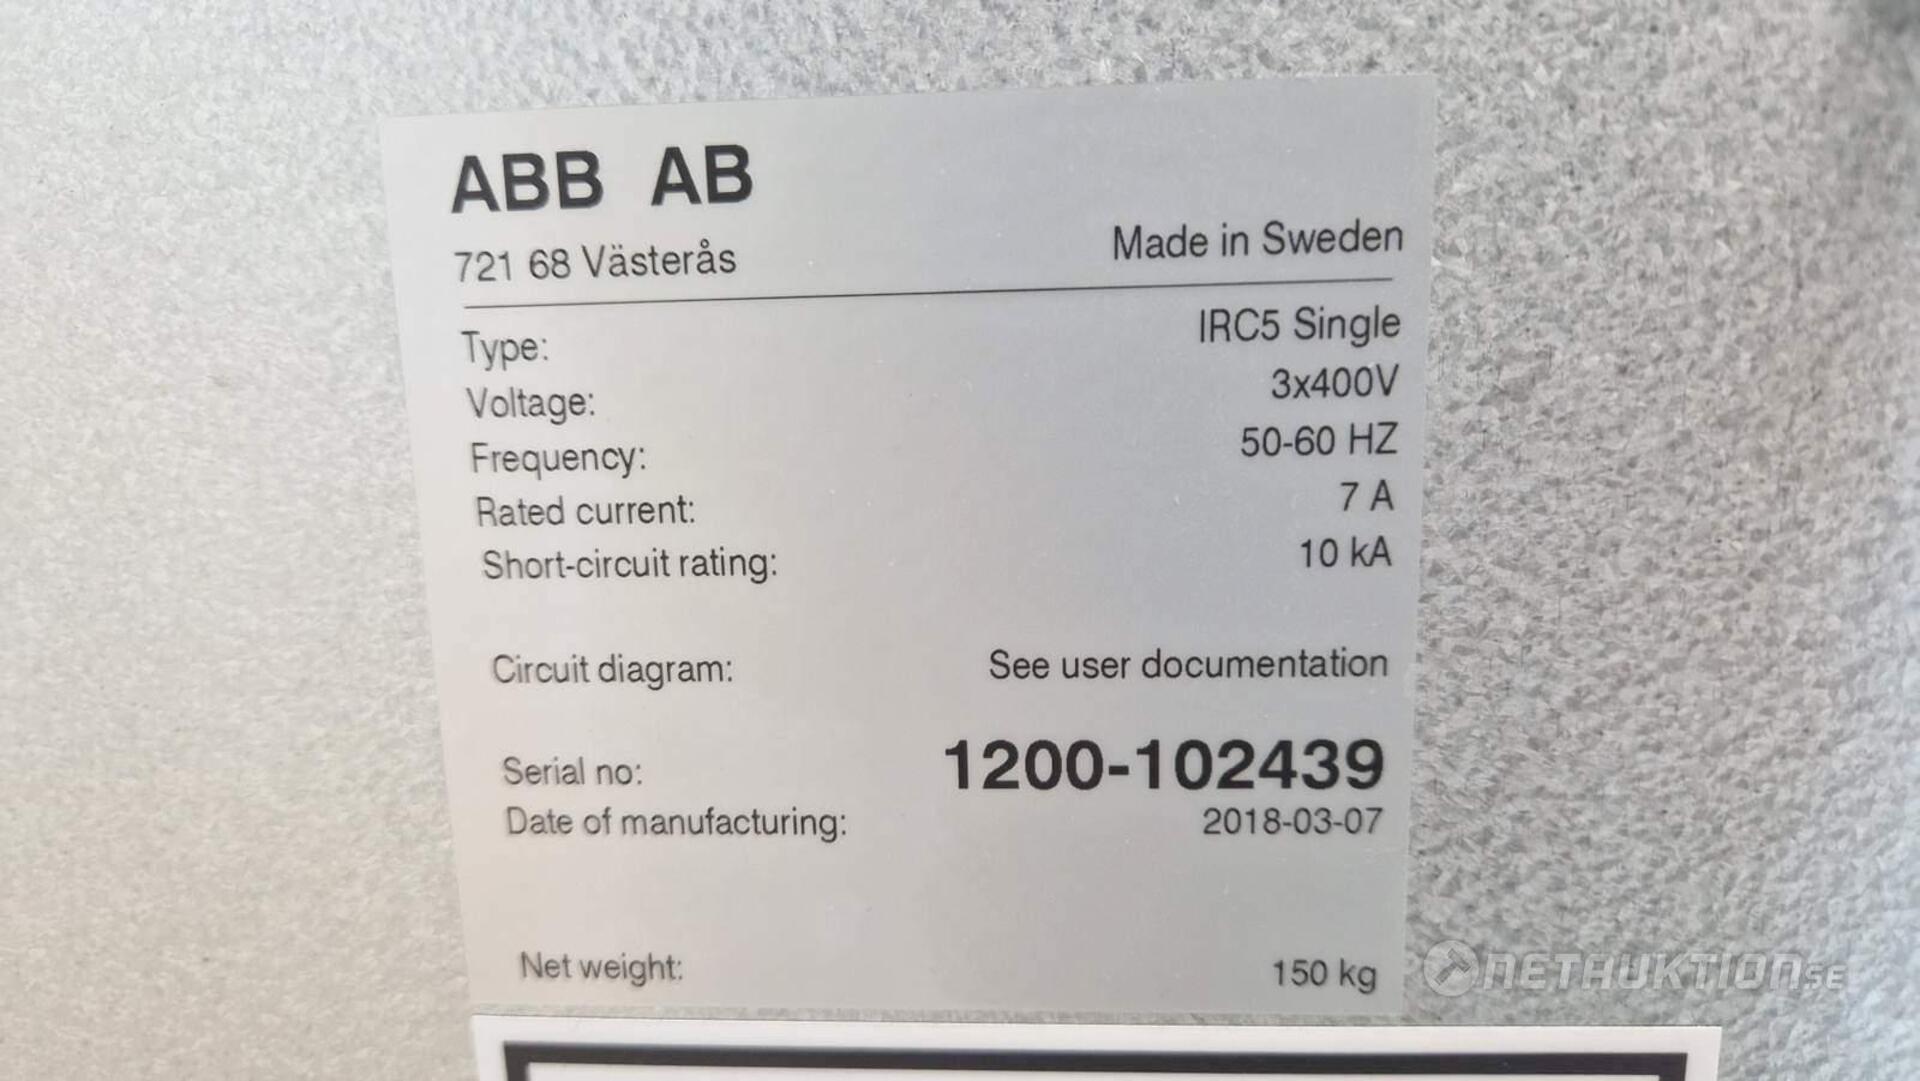 ABB AB
721 68 Västerås
Made in Sweden
Type: IRC5 Single
Voltage: 3x400V
Frequency: 50-60 HZ
Rated current: 7 A
Short-circuit rating: 10 kA
Circuit diagram: See user documentation
Serial no: 1200-102439
Date of manufacturing: 2018-03-07
Net weight: 150 kg
NETAUKTION.SE